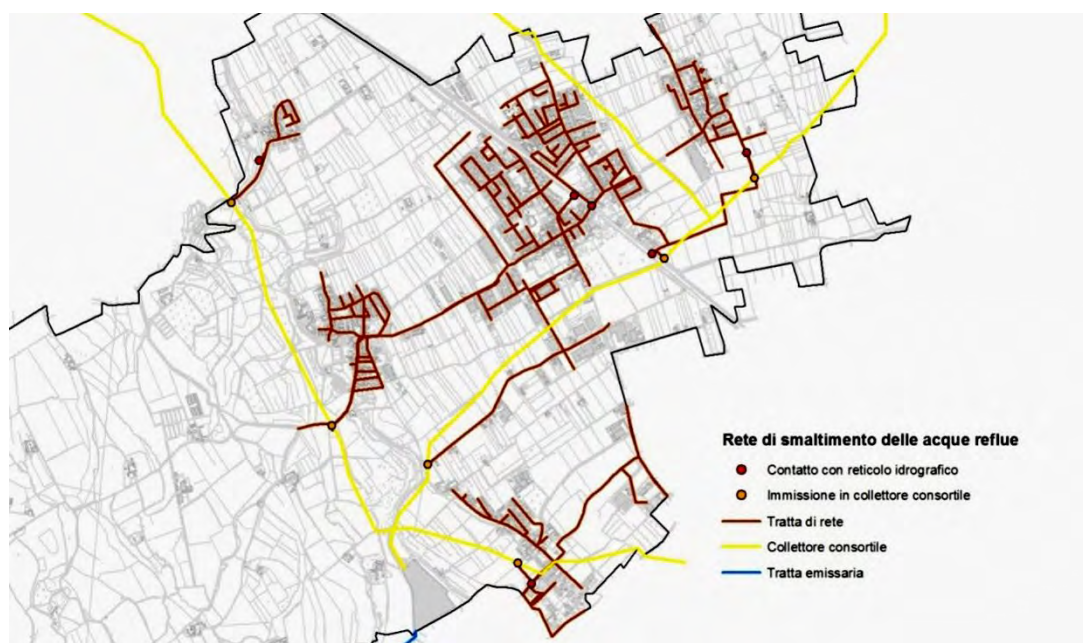 Rete di smaltimento delle acque reflue
Contatto con reticolo idrografico
Immissione in collettore consortile
Tratta di rete
Collettore consortile
Tratta emissaria